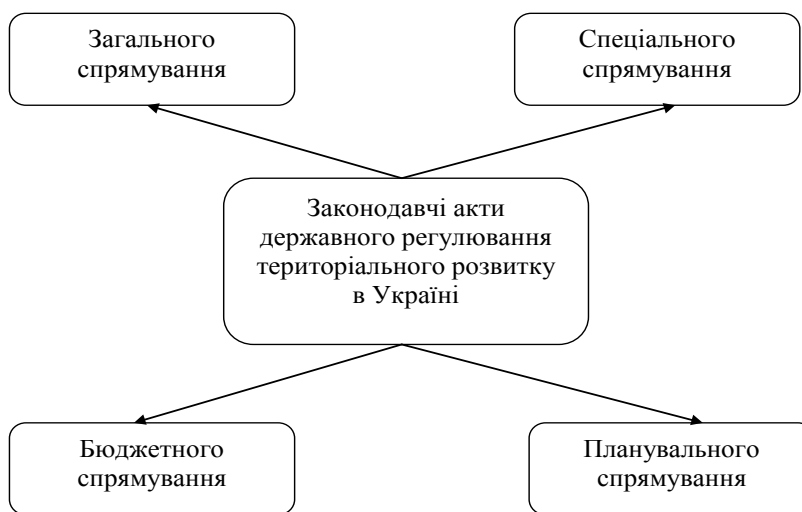 Загального
спрямування
Спеціального
спрямування
Законодавчі акти
державного регулювання
територіального розвитку
в Україні
Бюджетного
спрямування
Планувального
спрямування